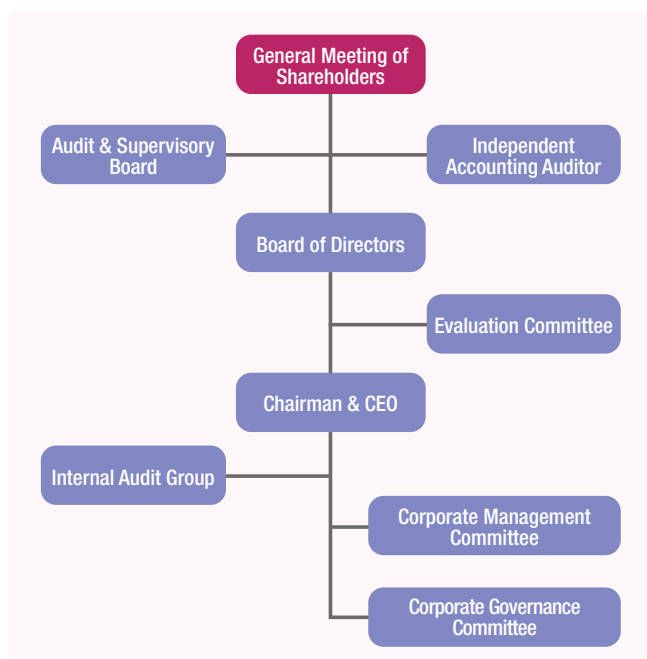 General Meeting of
Shareholders
Audit & Supervisory
Board
Independent
Accounting Auditor
Board of Directors
Evaluation Committee
Chairman & CEO
Internal Audit Group
Corporate Management
Committee
Corporate Governance
Committee